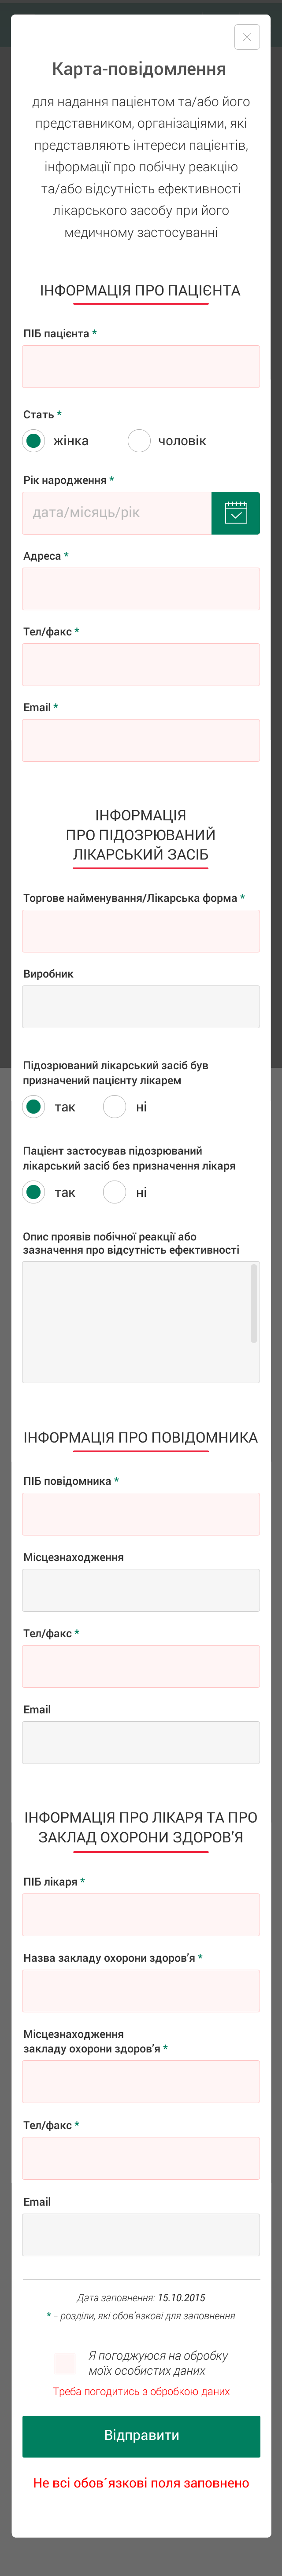 Карта-повідомлення
для надання пацієнтом та/або його
представником, організаціями, які
представляють інтереси пацієнтів,
інформації про побічну реакцію
та/або відсутність ефективності
лікарського засобу при його
медичному застосуванні
ІНФОРМАЦІЯ ПРО ПАЦІЄНТА
ПІБ пацієнта *
Стать *
жінка чоловік
Рік народження *
дата/місяць/рік
Адреса *
Тел/факс *
Email *
ІНФОРМАЦІЯ
ПРО ПІДОЗРЮВАНИЙ
ЛІКАРСЬКИЙ ЗАСІБ
Торгове найменування/Лікарська форма *
Виробник
Підозрюваний лікарський засіб був
призначений пацієнту лікарем
так ні
Пацієнт застосував підозрюваний
лікарський засіб без призначення лікаря
так ні
Опис проявів побічної реакції або
зазначення про відсутність ефективності
ІНФОРМАЦІЯ ПРО ПОВІДОМНИКА
ПІБ повідомника *
Місцезнаходження
Тел/факс *
Email
ІНФОРМАЦІЯ ПРО ЛІКАРЯ ТА ПРО
ЗАКЛАД ОХОРОНИ ЗДОРОВ'Я
ПІБ лікаря *
Назва закладу охорони здоров'я *
Місцезнаходження
закладу охорони здоров'я *
Тел/факс *
Email
Дата заповнення: 15.10.2015
* - розділи, які обов'язкові для заповнення
Я погоджуюся на обробку
моїх особистих даних
Треба погодитись з обробкою даних
Відправити
Не всі обов´язкові поля заповнено